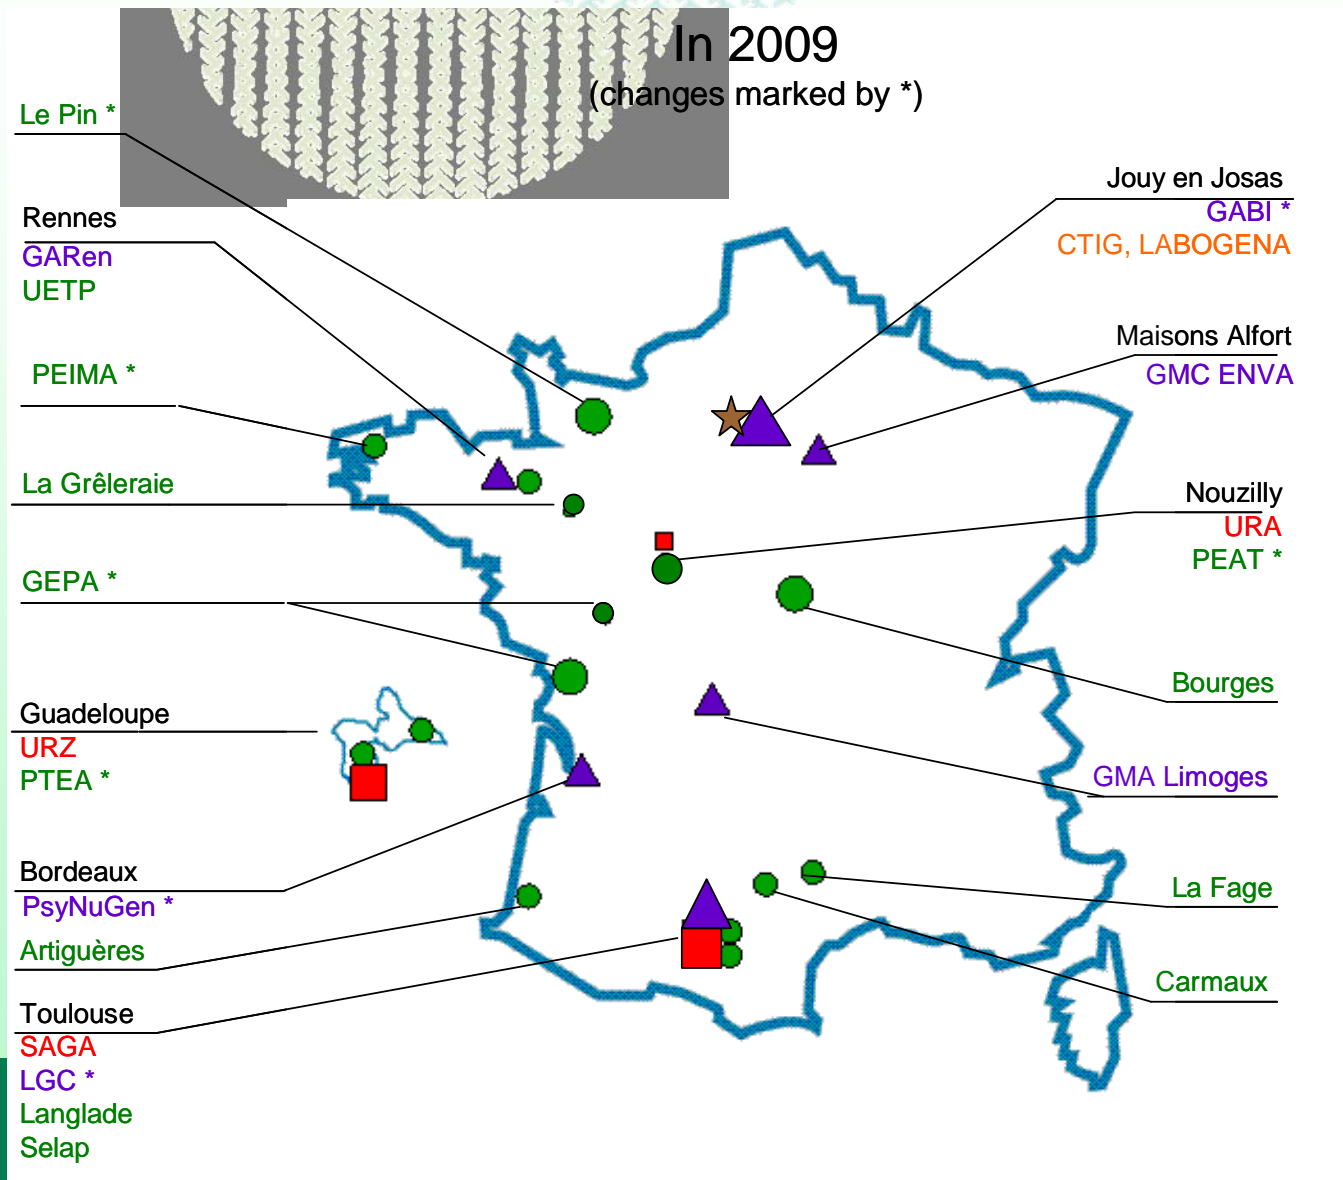 In 2009
(changes marked by *)
Le Pin *
Rennes
GARen
UETP
PEIMA *
La Grêleraie
GEPA *
Guadeloupe
URZ
PTEA *
Bordeaux
PsyNuGen *
Artiguères
Toulouse
SAGA
LGC *
Langlade
Selap
Jouy en Josas
GABI *
CTIG, LABOGENA
Maisons Alfort
GMC ENVA
Nouzilly
URA
PEAT *
Bourges
GMA Limoges
La Fage
Carmaux